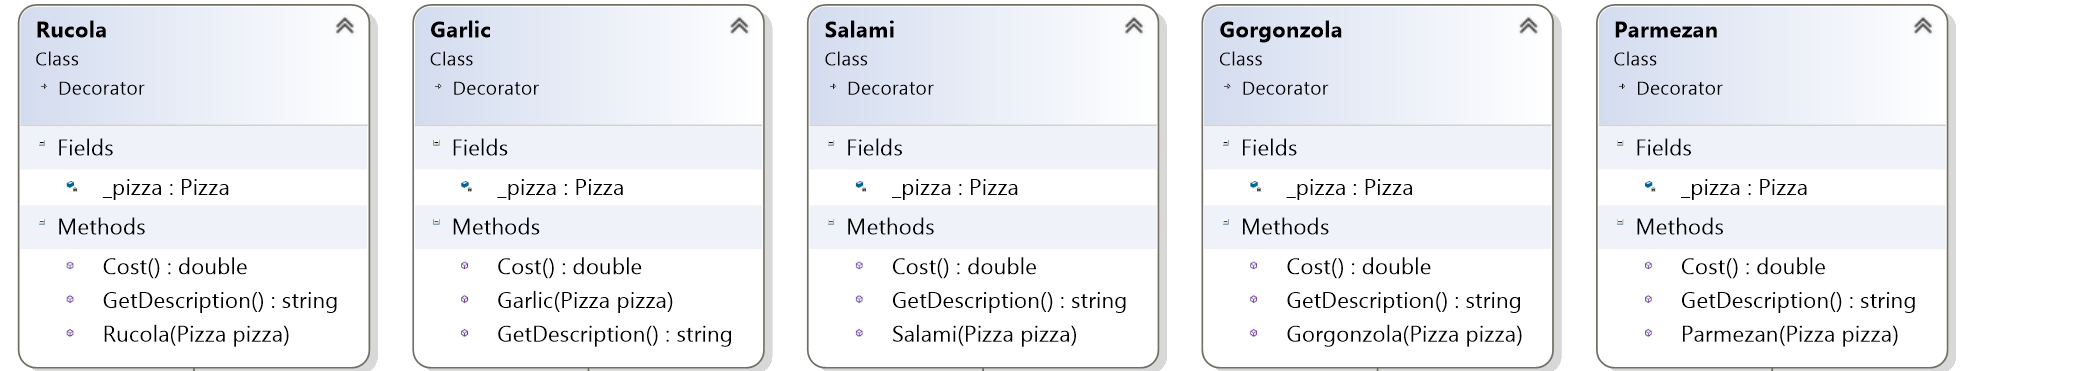 Rucola
Class
Decorator
Fields
_pizza : Pizza
Methods
Cost() : double
GetDescription() : string
Rucola(Pizza pizza)
Garlic
Class
Decorator
Fields
_pizza : Pizza
Methods
Cost() : double
Garlic(Pizza pizza)
GetDescription() : string
Salami
Class
Decorator
Fields
_pizza : Pizza
Methods
Cost() : double
GetDescription() : string
Salami(Pizza pizza)
Gorgonzola
Class
Decorator
Fields
_pizza : Pizza
Methods
Cost() : double
GetDescription() : string
Gorgonzola(Pizza pizza)
Parmezan
Class
Decorator
Fields
_pizza : Pizza
Methods
Cost() : double
GetDescription() : string
Parmezan(Pizza pizza)